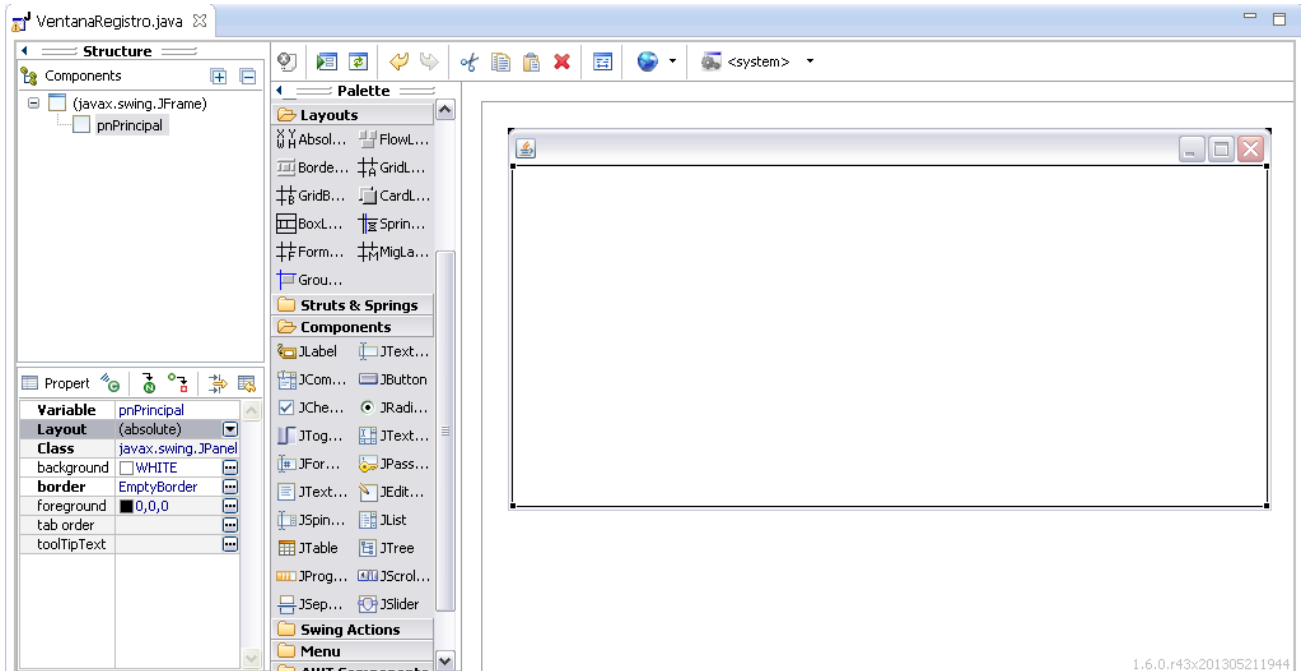 VentanaRegistro.java
Structure
Components
(javax.swing.JFrame)
pnPrincipal
Propert
Variable pnPrincipal
Layout (absolute)
Class javax.swing.JPanel
background WHITE
border EmptyBorder
foreground 0,0,0
tab order
toolTipText
<system>
Palette
Layouts
Absol... FlowL...
Borde... GridL...
GridB... CardL...
BoxL... Sprin...
Form... MigLa...
Grou...
Struts & Springs
Components
JLabel JText...
JCom... JButton
JChe... JRadi...
JTog... JText...
JFor... JPass...
JText... JEdit...
JSpin... JList
JTable JTree
JProg... JScrol...
JSep... JSlider
Swing Actions
Menu
AWT Components
1.6.0.r43x201305211944